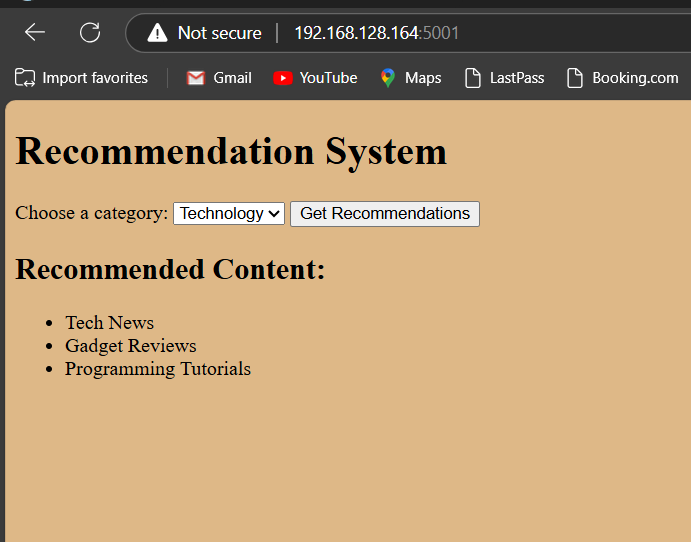 Not secure | 192.168.128.164:5001
Import favorites | Gmail YouTube Maps LastPass Booking.com
Recommendation System
Choose a category: Technology Get Recommendations
Recommended Content:
• Tech News
• Gadget Reviews
• Programming Tutorials